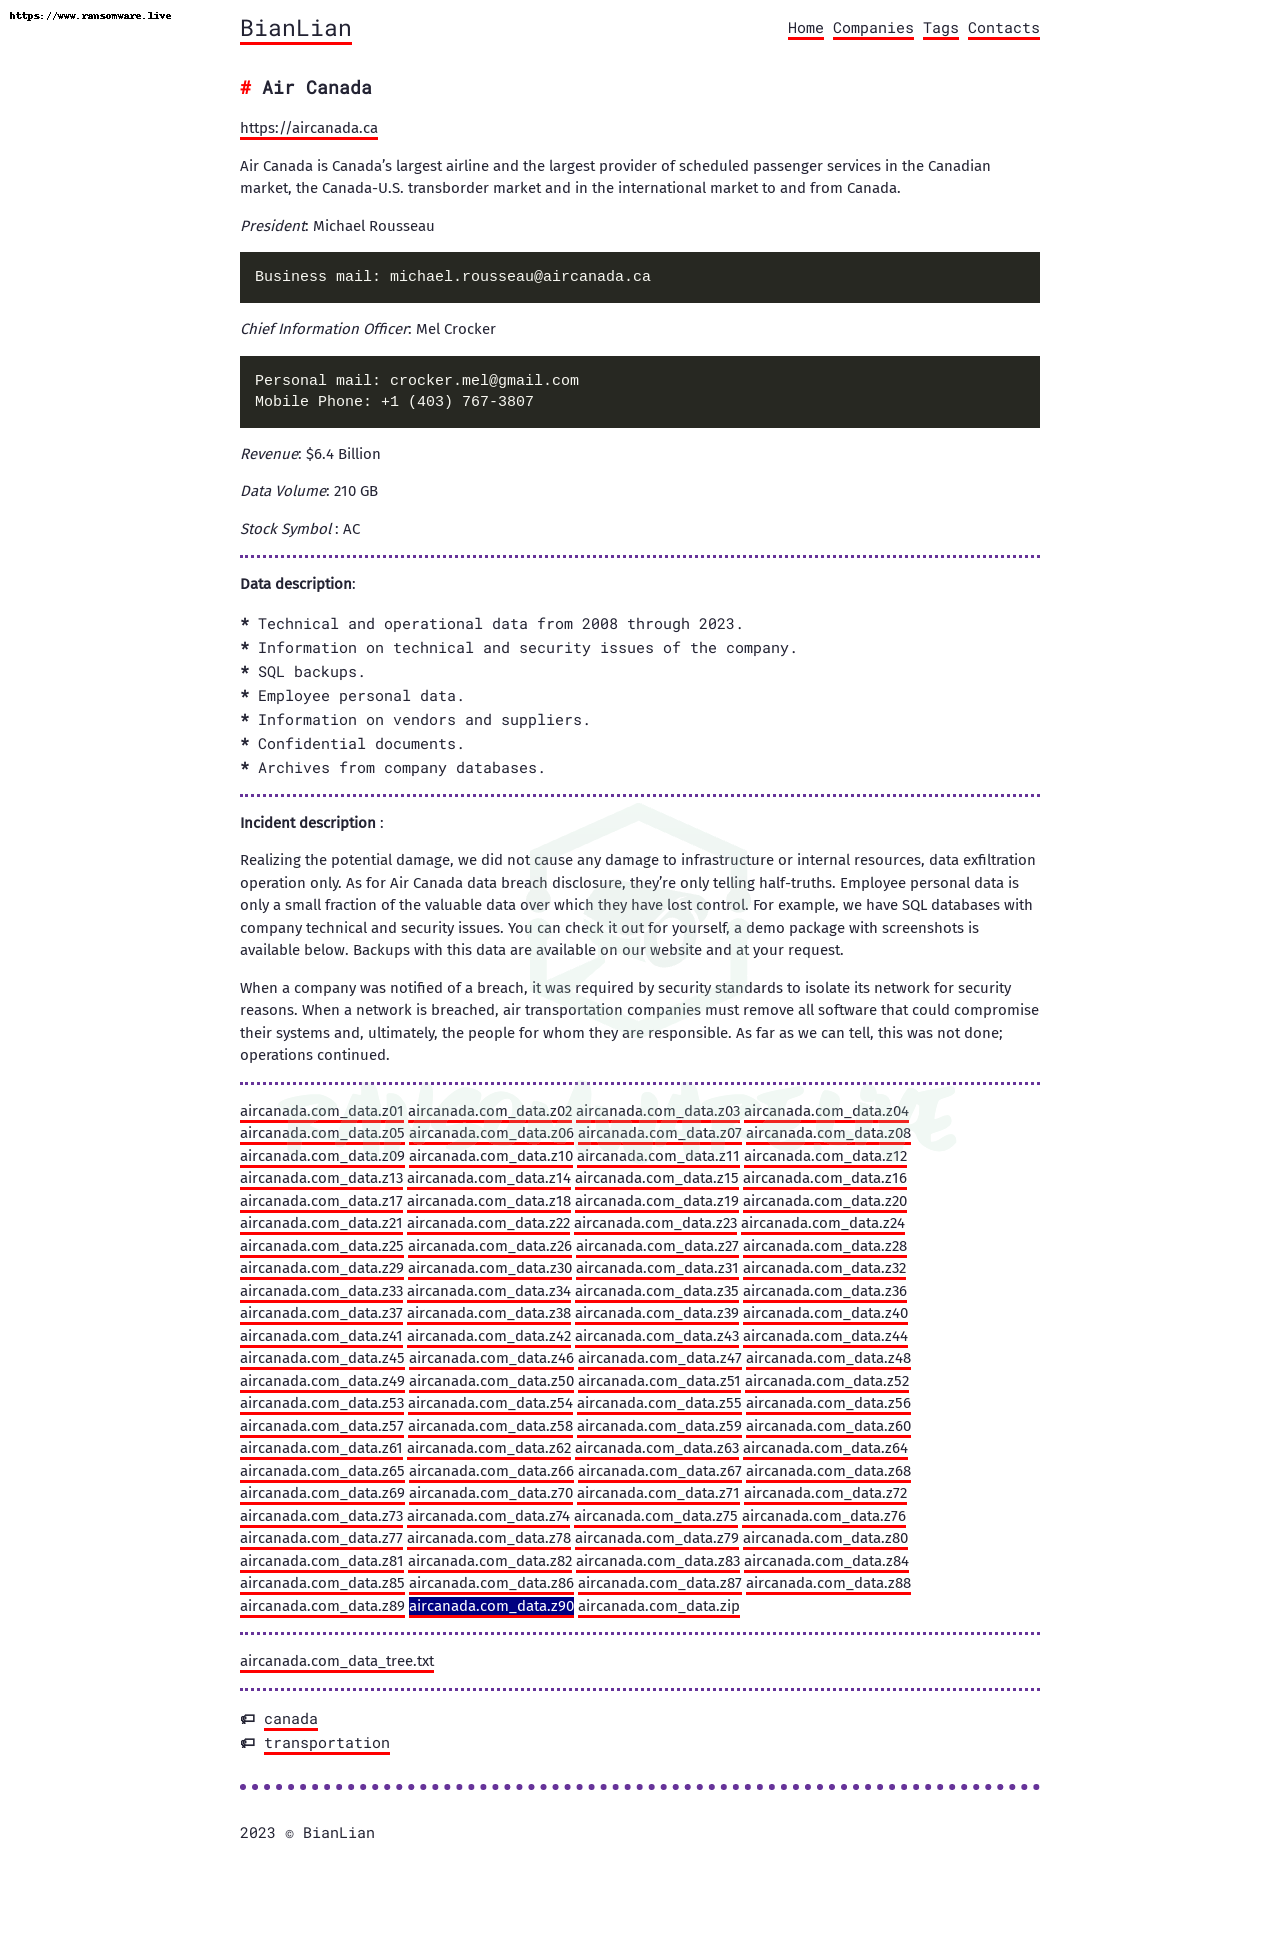 https://www.ransomware.live
BianLian
Home Companies Tags Contacts
# Air Canada
https://aircanada.ca
Air Canada is Canada’s largest airline and the largest provider of scheduled passenger services in the Canadian
market, the Canada-U.S. transborder market and in the international market to and from Canada.
President: Michael Rousseau
Business mail: michael.rousseau@aircanada.ca
Chief Information Officer: Mel Crocker
Personal mail: crocker.mel@gmail.com
Mobile Phone: +1 (403) 767-3807
Revenue: $6.4 Billion
Data Volume: 210 GB
Stock Symbol : AC
Data description:
* Technical and operational data from 2008 through 2023.
* Information on technical and security issues of the company.
* SQL backups.
* Employee personal data.
* Information on vendors and suppliers.
* Confidential documents.
* Archives from company databases.
Incident description :
Realizing the potential damage, we did not cause any damage to infrastructure or internal resources, data exfiltration
operation only. As for Air Canada data breach disclosure, they’re only telling half-truths. Employee personal data is
only a small fraction of the valuable data over which they have lost control. For example, we have SQL databases with
company technical and security issues. You can check it out for yourself, a demo package with screenshots is
available below. Backups with this data are available on our website and at your request.
When a company was notified of a breach, it was required by security standards to isolate its network for security
reasons. When a network is breached, air transportation companies must remove all software that could compromise
their systems and, ultimately, the people for whom they are responsible. As far as we can tell, this was not done;
operations continued.
RANSOMWARE.LIVE
aircanada.com_data.z01 aircanada.com_data.z02 aircanada.com_data.z03 aircanada.com_data.z04
aircanada.com_data.z05 aircanada.com_data.z06 aircanada.com_data.z07 aircanada.com_data.z08
aircanada.com_data.z09 aircanada.com_data.z10 aircanada.com_data.z11 aircanada.com_data.z12
aircanada.com_data.z13 aircanada.com_data.z14 aircanada.com_data.z15 aircanada.com_data.z16
aircanada.com_data.z17 aircanada.com_data.z18 aircanada.com_data.z19 aircanada.com_data.z20
aircanada.com_data.z21 aircanada.com_data.z22 aircanada.com_data.z23 aircanada.com_data.z24
aircanada.com_data.z25 aircanada.com_data.z26 aircanada.com_data.z27 aircanada.com_data.z28
aircanada.com_data.z29 aircanada.com_data.z30 aircanada.com_data.z31 aircanada.com_data.z32
aircanada.com_data.z33 aircanada.com_data.z34 aircanada.com_data.z35 aircanada.com_data.z36
aircanada.com_data.z37 aircanada.com_data.z38 aircanada.com_data.z39 aircanada.com_data.z40
aircanada.com_data.z41 aircanada.com_data.z42 aircanada.com_data.z43 aircanada.com_data.z44
aircanada.com_data.z45 aircanada.com_data.z46 aircanada.com_data.z47 aircanada.com_data.z48
aircanada.com_data.z49 aircanada.com_data.z50 aircanada.com_data.z51 aircanada.com_data.z52
aircanada.com_data.z53 aircanada.com_data.z54 aircanada.com_data.z55 aircanada.com_data.z56
aircanada.com_data.z57 aircanada.com_data.z58 aircanada.com_data.z59 aircanada.com_data.z60
aircanada.com_data.z61 aircanada.com_data.z62 aircanada.com_data.z63 aircanada.com_data.z64
aircanada.com_data.z65 aircanada.com_data.z66 aircanada.com_data.z67 aircanada.com_data.z68
aircanada.com_data.z69 aircanada.com_data.z70 aircanada.com_data.z71 aircanada.com_data.z72
aircanada.com_data.z73 aircanada.com_data.z74 aircanada.com_data.z75 aircanada.com_data.z76
aircanada.com_data.z77 aircanada.com_data.z78 aircanada.com_data.z79 aircanada.com_data.z80
aircanada.com_data.z81 aircanada.com_data.z82 aircanada.com_data.z83 aircanada.com_data.z84
aircanada.com_data.z85 aircanada.com_data.z86 aircanada.com_data.z87 aircanada.com_data.z88
aircanada.com_data.z89 aircanada.com_data.z90 aircanada.com_data.zip
aircanada.com_data_tree.txt
canada
transportation
2023 © BianLian